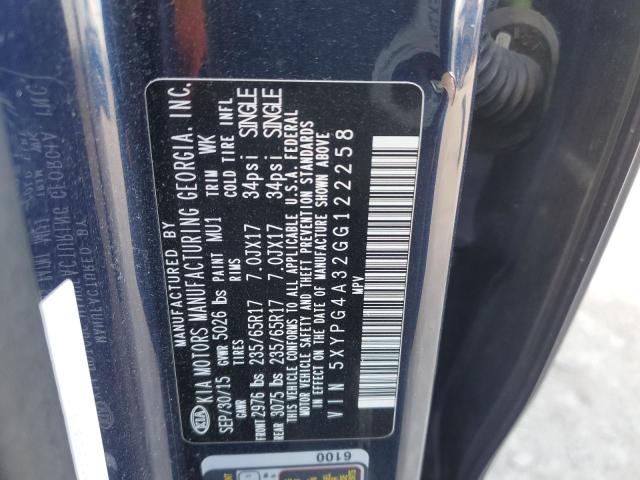 MANUFACTURED BY
KIA KIA MOTORS MANUFACTURING GEORGIA. INC.
SEP/30/15 GVWR 5026 lbs PAINT MU1 TRIM WK
GAWR TIRES RIMS COLD TIRE INFL
FRONT 2976 lbs 235/65R17 7.0JX17 34psi SINGLE
REAR 3075 lbs 235/65R17 7.0JX17 34psi SINGLE
THIS VEHICLE CONFORMS TO ALL APPLICABLE U.S.A. FEDERAL
MOTOR VEHICLE SAFETY AND THEFT PREVENTION STANDARDS
IN EFFECT ON THE DATE OF MANUFACTURE SHOWN ABOVE
VIN 5XYPG4A32GG122258
MPV
6100